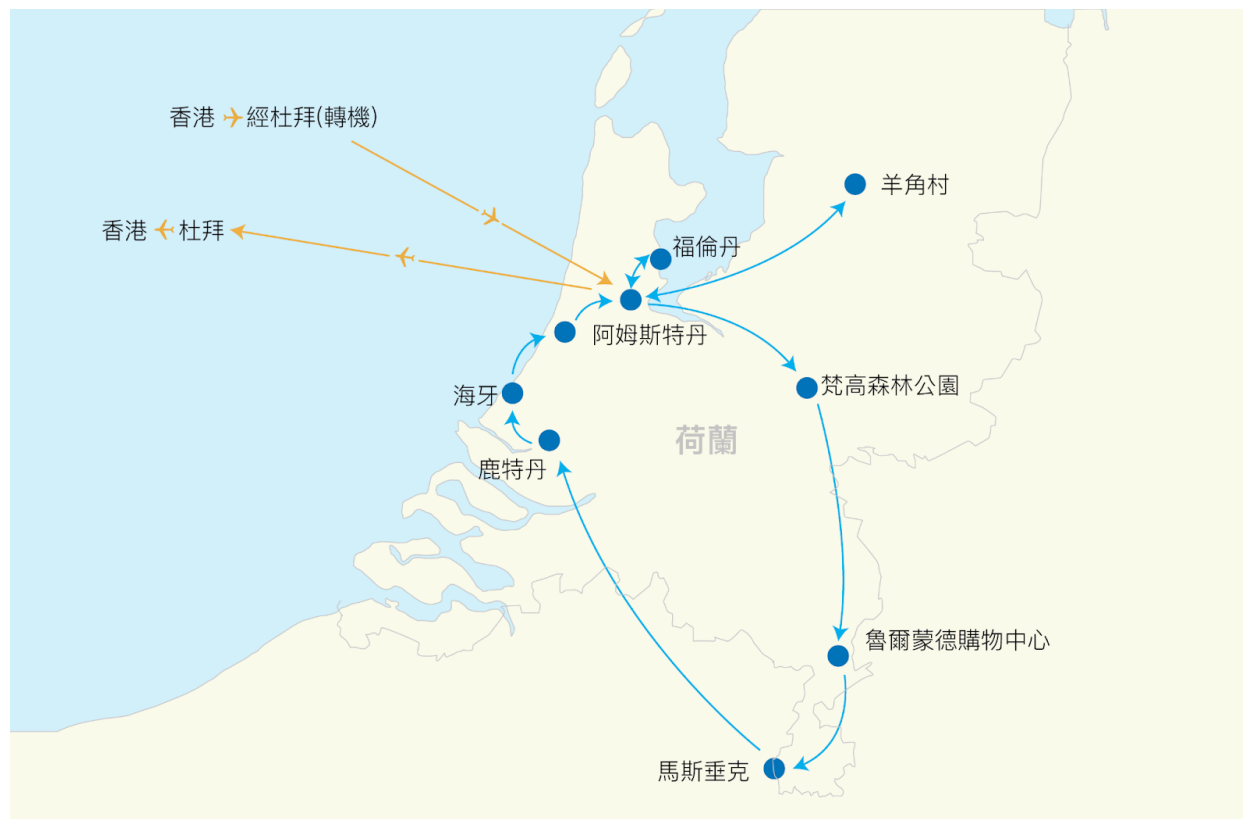 香港 經杜拜(轉機)
羊角村
香港 杜拜
福倫丹
阿姆斯特丹
海牙
梵高森林公園
荷蘭
鹿特丹
魯爾蒙德購物中心
馬斯垂克